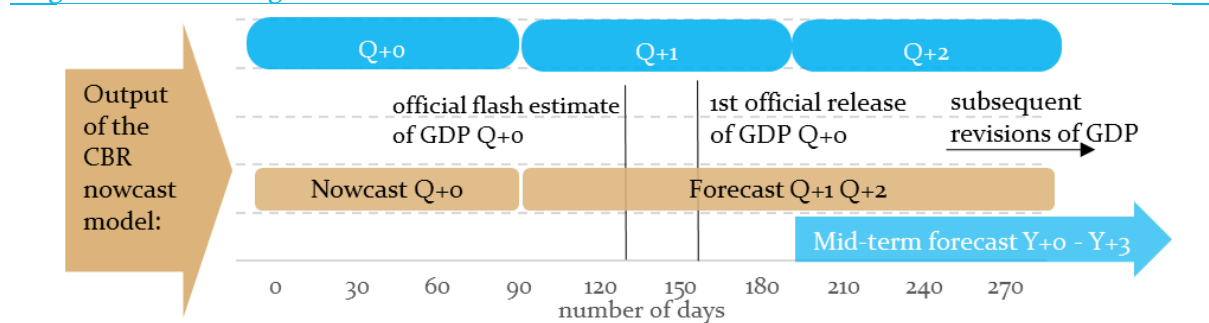 Q+0
Q+1
Q+2
Output
of the
CBR
nowcast
model:
official flash estimate
of GDP Q+0
1st official release
of GDP Q+0
subsequent
revisions of GDP
Nowcast Q+0
Forecast Q+1 Q+2
Mid-term forecast Y+0 - Y+3
0 30 60 90 120 150 180 210 240 270
number of days